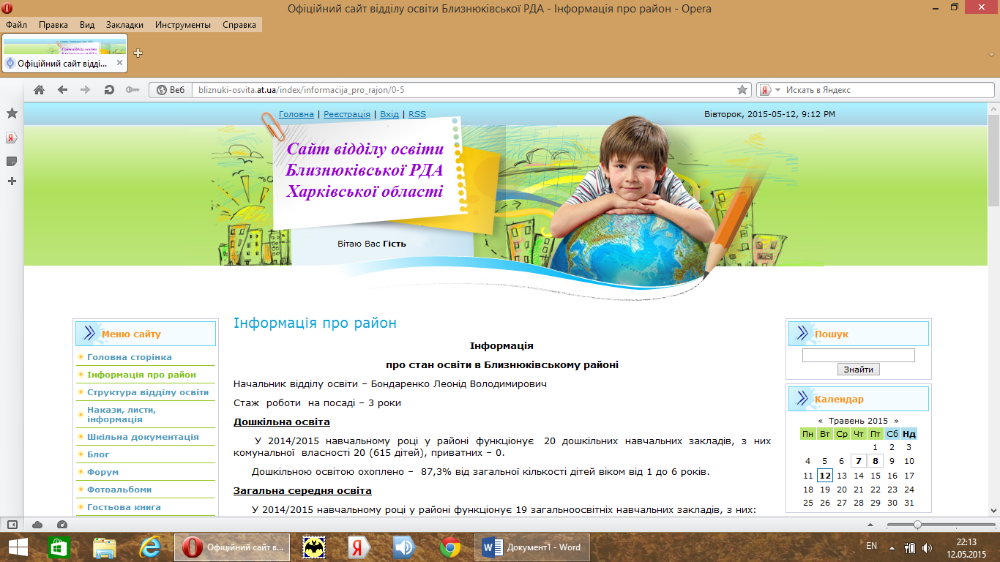 Офіційний сайт відділу освіти Близнюківської РДА - Інформація про район - Opera
Файл Правка Вид Закладки Инструменты Справка
Офіційний сайт відді...
Веб bliznuki-osvita.at.ua/index/informacija_pro_rajon/0-5
Искать в Яндекс
Головна | Реєстрація | Вхід | RSS
Вівторок, 2015-05-12, 9:12 PM
Сайт відділу освіти
Близнюківської РДА
Харківської області
Вітаю Вас Гість
Меню сайту
Головна сторінка
Інформація про район
Структура відділу освіти
Накази, листи,
інформація
Шкільна документація
Блог
Форум
Фотоальбоми
Гостьова книга
Інформація про район
Інформація
про стан освіти в Близнюківському районі
Начальник відділу освіти – Бондаренко Леонід Володимирович
Стаж роботи на посаді – 3 роки
Дошкільна освіта
У 2014/2015 навчальному році у районі функціонує 20 дошкільних навчальних закладів, з них
комунальної власності 20 (615 дітей), приватних – 0.
Дошкільною освітою охоплено – 87,3% від загальної кількості дітей віком від 1 до 6 років.
Загальна середня освіта
У 2014/2015 навчальному році у районі функціонує 19 загальноосвітніх навчальних закладів, з них:
Пошук
Знайти
Календар
« Травень 2015 »
Пн Вт Ср Чт Пт Сб Нд
1 2 3
4 5 6 7 8 9 10
11 12 13 14 15 16 17
18 19 20 21 22 23 24
25 26 27 28 29 30 31
Офіційний сайт в...
Документ1 - Word
EN
22:13
12.05.2015